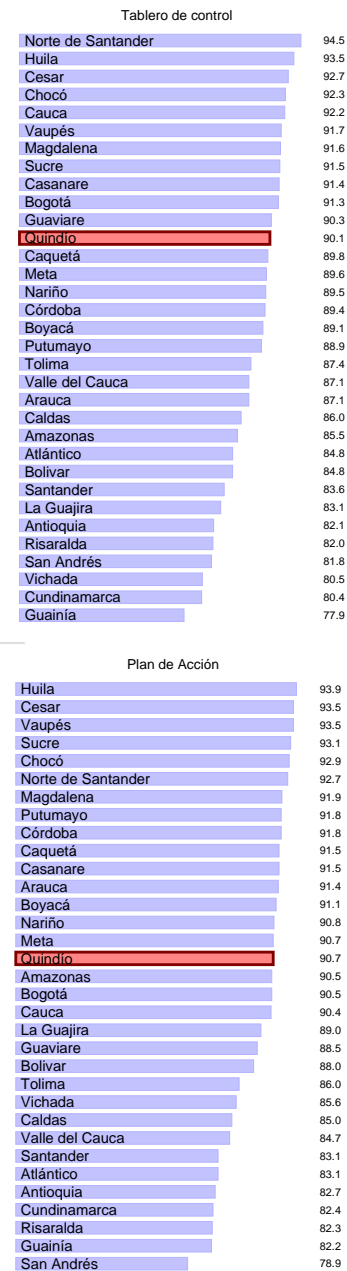 Tablero de control
Norte de Santander 94.5
Huila 93.5
Cesar 92.7
Chocó 92.3
Cauca 92.2
Vaupés 91.7
Magdalena 91.6
Sucre 91.5
Casanare 91.4
Bogotá 91.3
Guaviare 90.3
Quindío 90.1
Caquetá 89.8
Meta 89.6
Nariño 89.5
Córdoba 89.4
Boyacá 89.1
Putumayo 88.9
Tolima 87.4
Valle del Cauca 87.1
Arauca 87.1
Caldas 86.0
Amazonas 85.5
Atlántico 84.8
Bolivar 84.8
Santander 83.6
La Guajira 83.1
Antioquia 82.1
Risaralda 82.0
San Andrés 81.8
Vichada 80.5
Cundinamarca 80.4
Guainía 77.9
Plan de Acción
Huila 93.9
Cesar 93.5
Vaupés 93.5
Sucre 93.1
Chocó 92.9
Norte de Santander 92.7
Magdalena 91.9
Putumayo 91.8
Córdoba 91.8
Caquetá 91.5
Casanare 91.5
Arauca 91.4
Boyacá 91.1
Nariño 90.8
Meta 90.7
Quindío 90.7
Amazonas 90.5
Bogotá 90.5
Cauca 90.4
La Guajira 89.0
Guaviare 88.5
Bolivar 88.0
Tolima 86.0
Vichada 85.6
Caldas 85.0
Valle del Cauca 84.7
Santander 83.1
Atlántico 83.1
Antioquia 82.7
Cundinamarca 82.4
Risaralda 82.3
Guainía 82.2
San Andrés 78.9